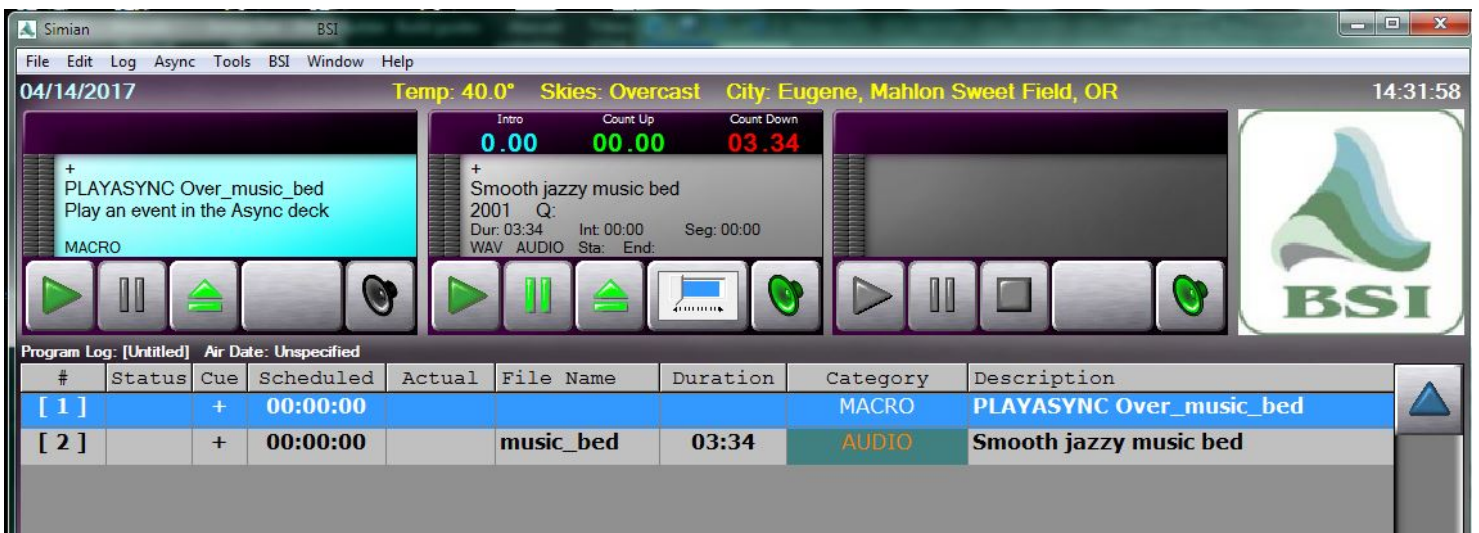 Simian BSI
File Edit Log Async Tools BSI Window Help
04/14/2017 Temp: 40.0° Skies: Overcast City: Eugene, Mahlon Sweet Field, OR 14:31:58
+
PLAYASYNC Over_music_bed
Play an event in the Async deck
MACRO
Intro Count Up Count Down
0.00 00.00 03.34
+
Smooth jazzy music bed
2001 Q:
Dur: 03:34 Int: 00:00 Seg: 00:00
WAV AUDIO Sta: End:
BSI
Program Log: [Untitled] Air Date: Unspecified
# Status Cue Scheduled Actual File Name Duration Category Description
[ 1 ] + 00:00:00 MACRO PLAYASYNC Over_music_bed
[ 2 ] + 00:00:00 music_bed 03:34 AUDIO Smooth jazzy music bed